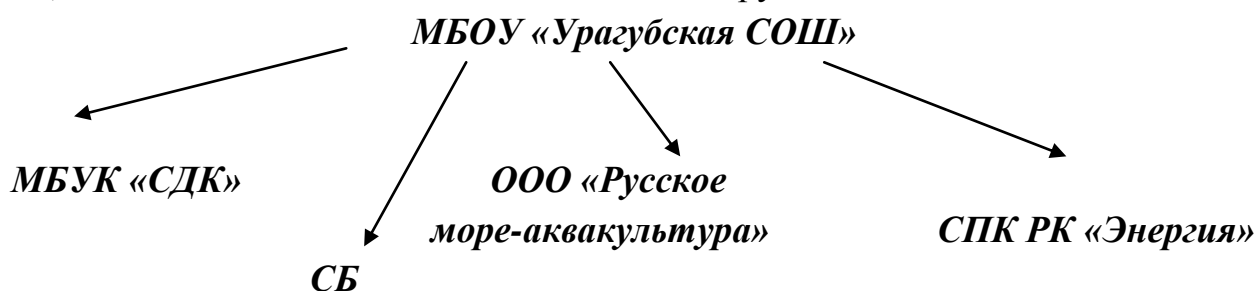 МБОУ «Урагубская СОШ»
МБУК «СДК»
ООО «Русское
море-аквакультура»
СПК РК «Энергия»
СБ